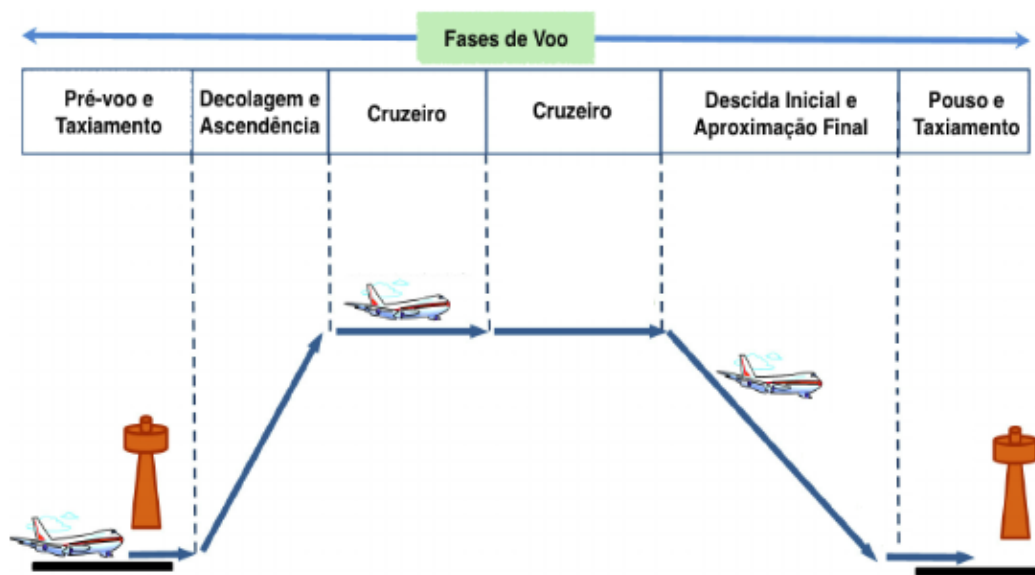 Fases de Voo
Pré-voo e
Taxiamento
Decolagem e
Ascendência
Cruzeiro
Cruzeiro
Descida Inicial e
Aproximação Final
Pouso e
Taxiamento